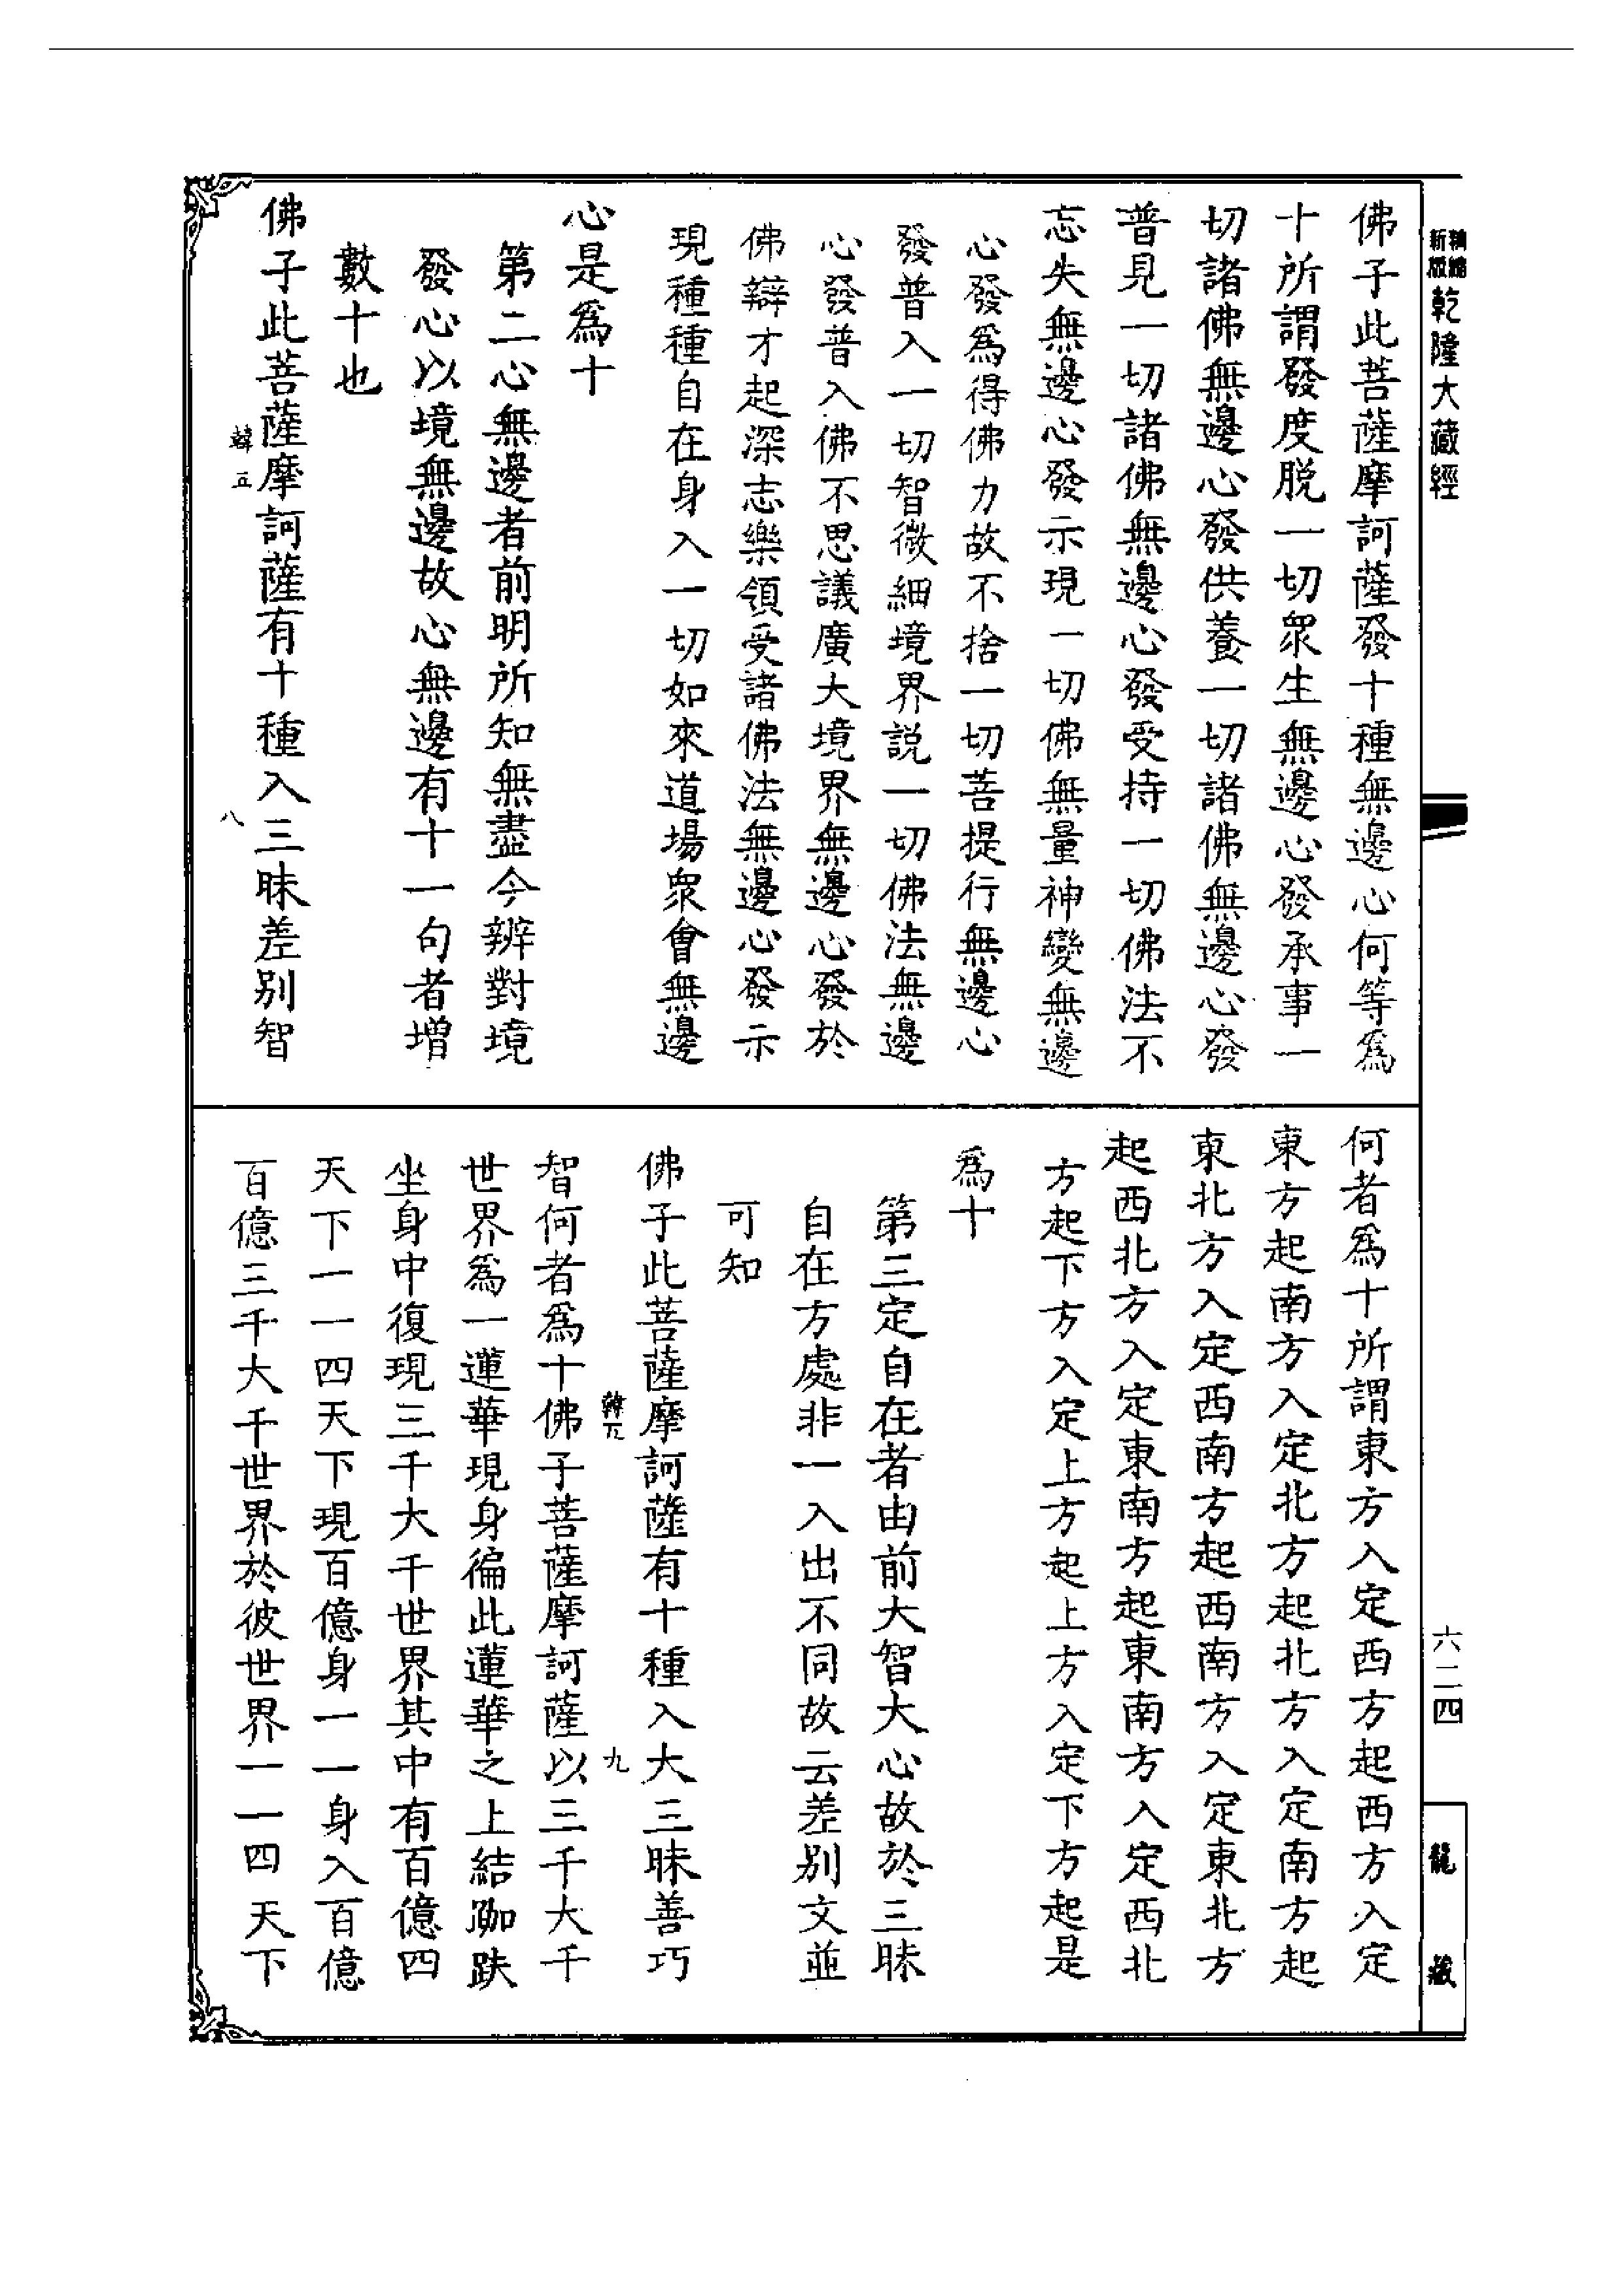 新版精縮乾隆大藏經
六二四
龍藏
佛子此菩薩摩訶薩發十種無邊心何等爲
十所謂發度脱一切衆生無邊心發承事一
切諸佛無邊心發供養一切諸佛無邊心發
普見一切諸佛無邊心發受持一切佛法不
忘失無邊心發示現一切佛無量神變無邊
心發爲得佛力故不捨一切菩提行無邊心
發普入一切智微細境界説一切佛法無邊
心發普入佛不思議廣大境界無邊心發於
佛辯才起深志樂領受諸佛法無邊心發示
現種種自在身入一切如來道場衆會無邊
心是爲十
第二心無邊者前明所知無盡今辨對境
發心以境無邊故心無邊有十一句者增
數十也
佛子此菩薩摩訶薩有十種入三昧差别智
韓五
八
何者爲十所謂東方入定西方起西方入定
東方起南方入定北方起北方入定南方起
東北方入定西南方起西南方入定東北方
起西北方入定東南方起東南方入定西北
方起下方入定上方起上方入定下方起是
爲十
第三定自在者由前大智大心故於三昧
自在方處非一入出不同故云差别文並
可知
佛子此菩薩摩訶薩有十種入大三昧善巧
韓五
九
智何者爲十佛子菩薩摩訶薩以三千大千
世界爲一蓮華現身徧此蓮華之上結跏趺
坐身中復現三千大千世界其中有百億四
天下一一四天下現百億身一一身入百億
百億三千大千世界於彼世界一一四天下